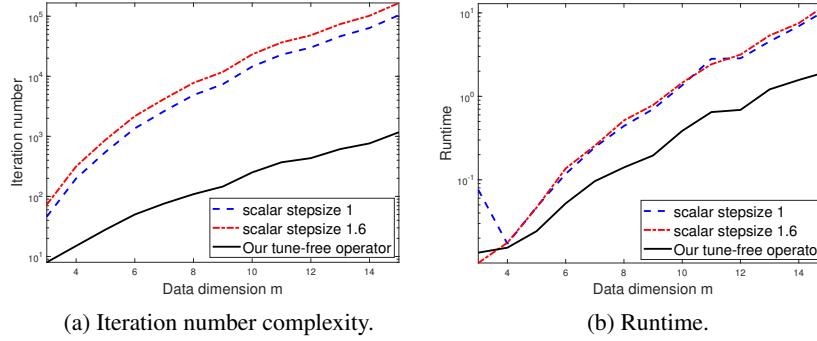 10^5
10^4
10^3
10^2
10^1
Iteration number
scalar stepsize 1
scalar stepsize 1.6
Our tune-free operator
4 6 8 10 12 14
Data dimension m
(a) Iteration number complexity.
10^1
10^0
10^-1
Runtime
scalar stepsize 1
scalar stepsize 1.6
Our tune-free operato
4 6 8 10 12 14
Data dimension m
(b) Runtime.